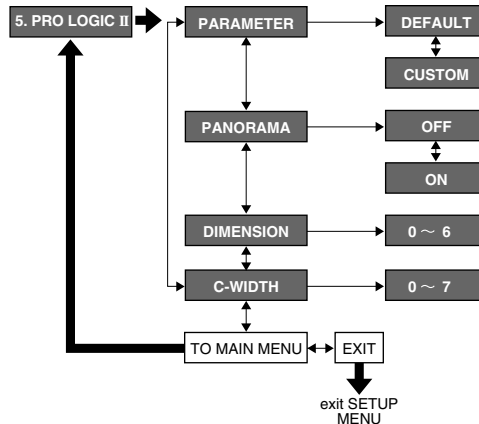 5. PRO LOGIC II
PARAMETER
DEFAULT
CUSTOM
PANORAMA
OFF
ON
DIMENSION
0 ～ 6
C-WIDTH
0 ～ 7
TO MAIN MENU
EXIT
exit SETUP
MENU